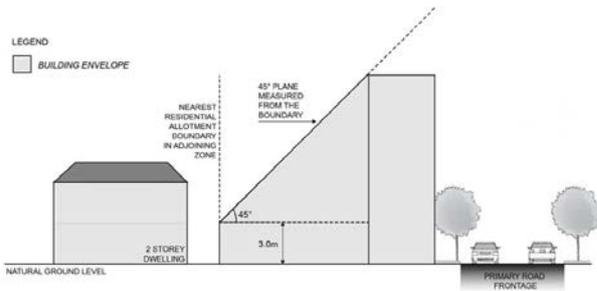 LEGEND
BUILDING ENVELOPE
NEAREST
RESIDENTIAL
ALLOTMENT
BOUNDARY
IN ADJOINING
ZONE
45° PLANE
MEASURED
FROM THE
BOUNDARY
45°
3.0m
2 STOREY
DWELLING
NATURAL GROUND LEVEL
PRIMARY ROAD
FRONTAGE